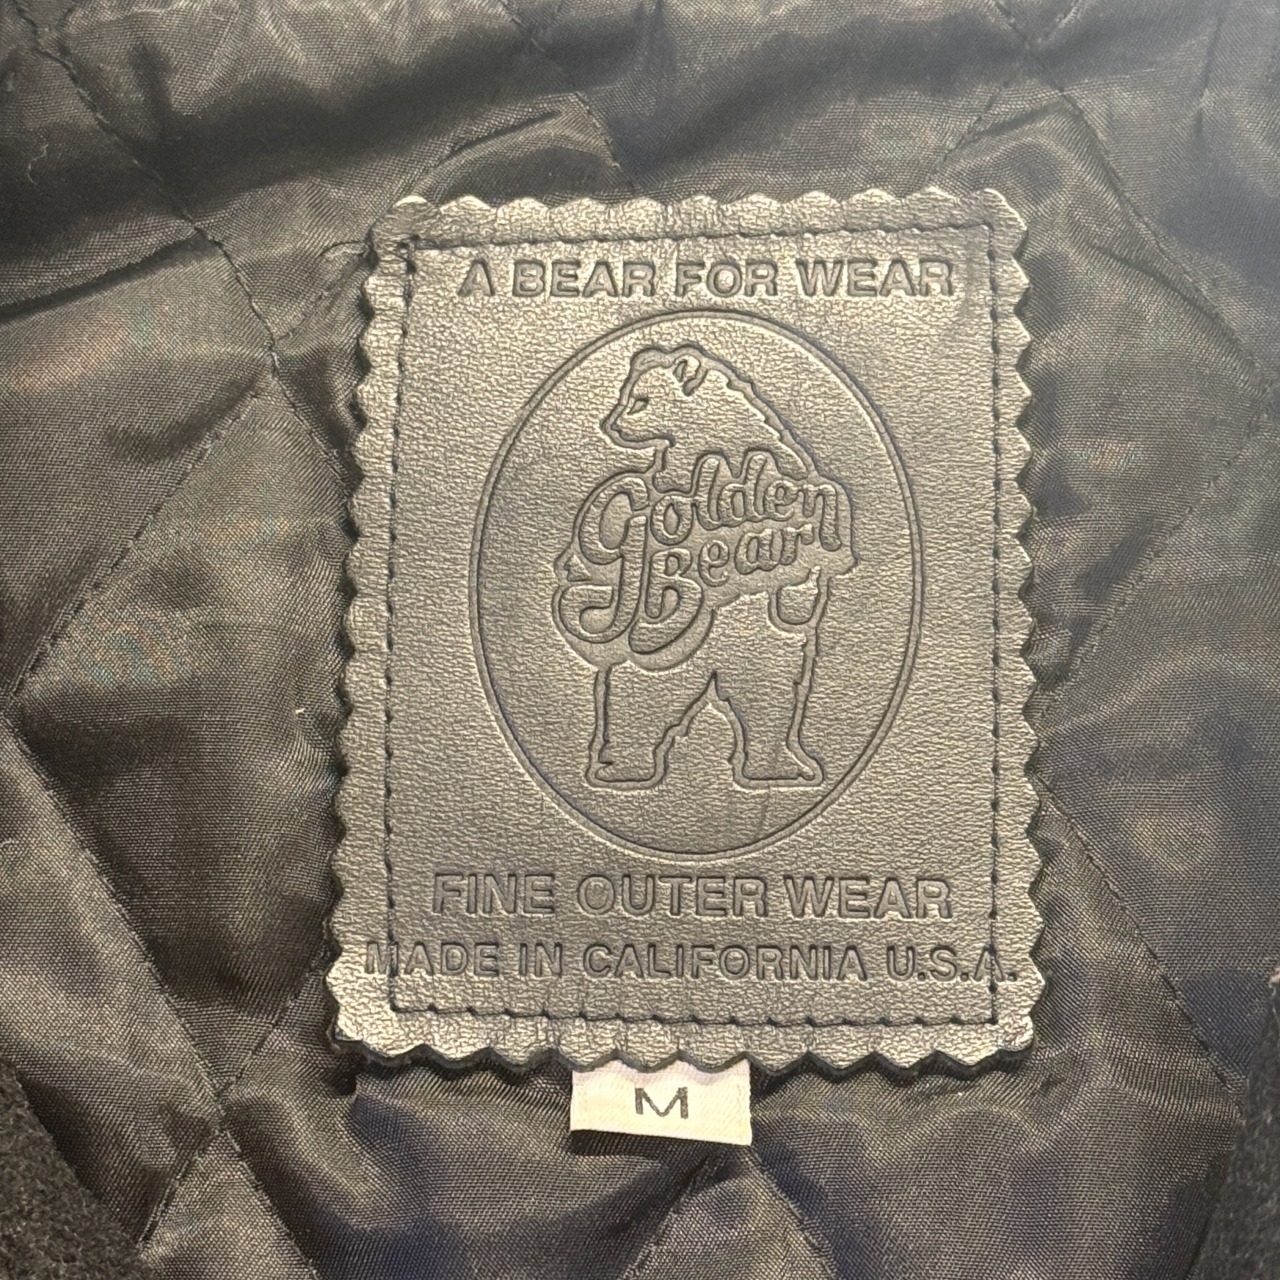 A BEAR FOR WEAR
Golden
Bear
FINE OUTER WEAR
MADE IN CALIFORNIA U.S.A.
M